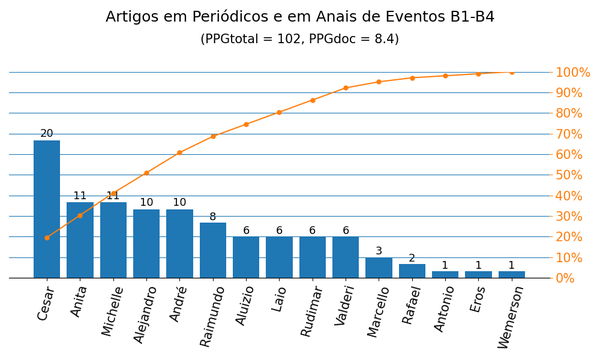 Artigos em Periódicos e em Anais de Eventos B1-B4
(PPGtotal = 102, PPGdoc = 8.4)
100%
90%
80%
70%
60%
50%
40%
30%
20%
10%
0%
20
11
11
10
10
8
6
6
6
6
3
2
1
1
1
Cesar
Anita
Michelle
Alejandro
André
Raimundo
Aluizio
Laio
Rudimar
Valderi
Marcello
Rafael
Antonio
Eros
Wemerson